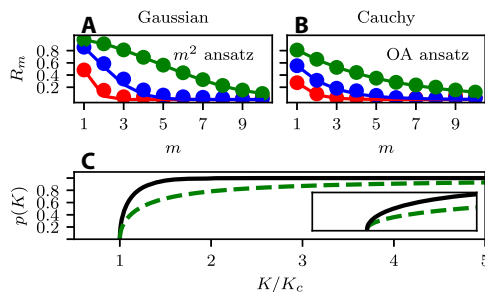 A Gaussian
B Cauchy
m² ansatz
OA ansatz
R_m
0.8
0.6
0.4
0.2
1 3 5 7 9
1 3 5 7 9
m
m
C
p(K)
0.8
0.6
0.4
0.2
1 2 3 4 5
K/K_c